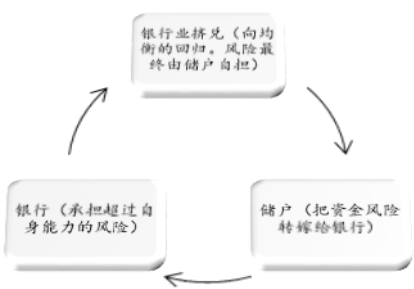 银行业挤兑（向均
衡的回归。风险最
终由储户自担）
银行（承担超过自
身能力的风险）
储户（把资金风险
转嫁给银行）